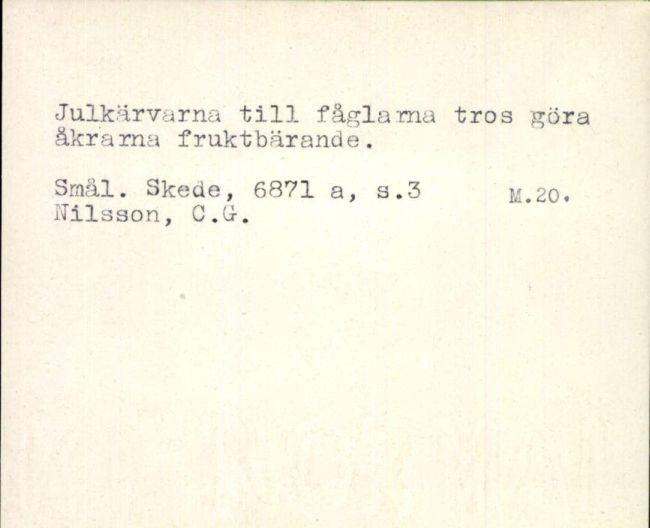 Julkärvarna till fåglarna tros göra
åkrarna fruktbärande.
Smål. Skede, 6871 a, s.3 M.20.
Nilsson, C.G.